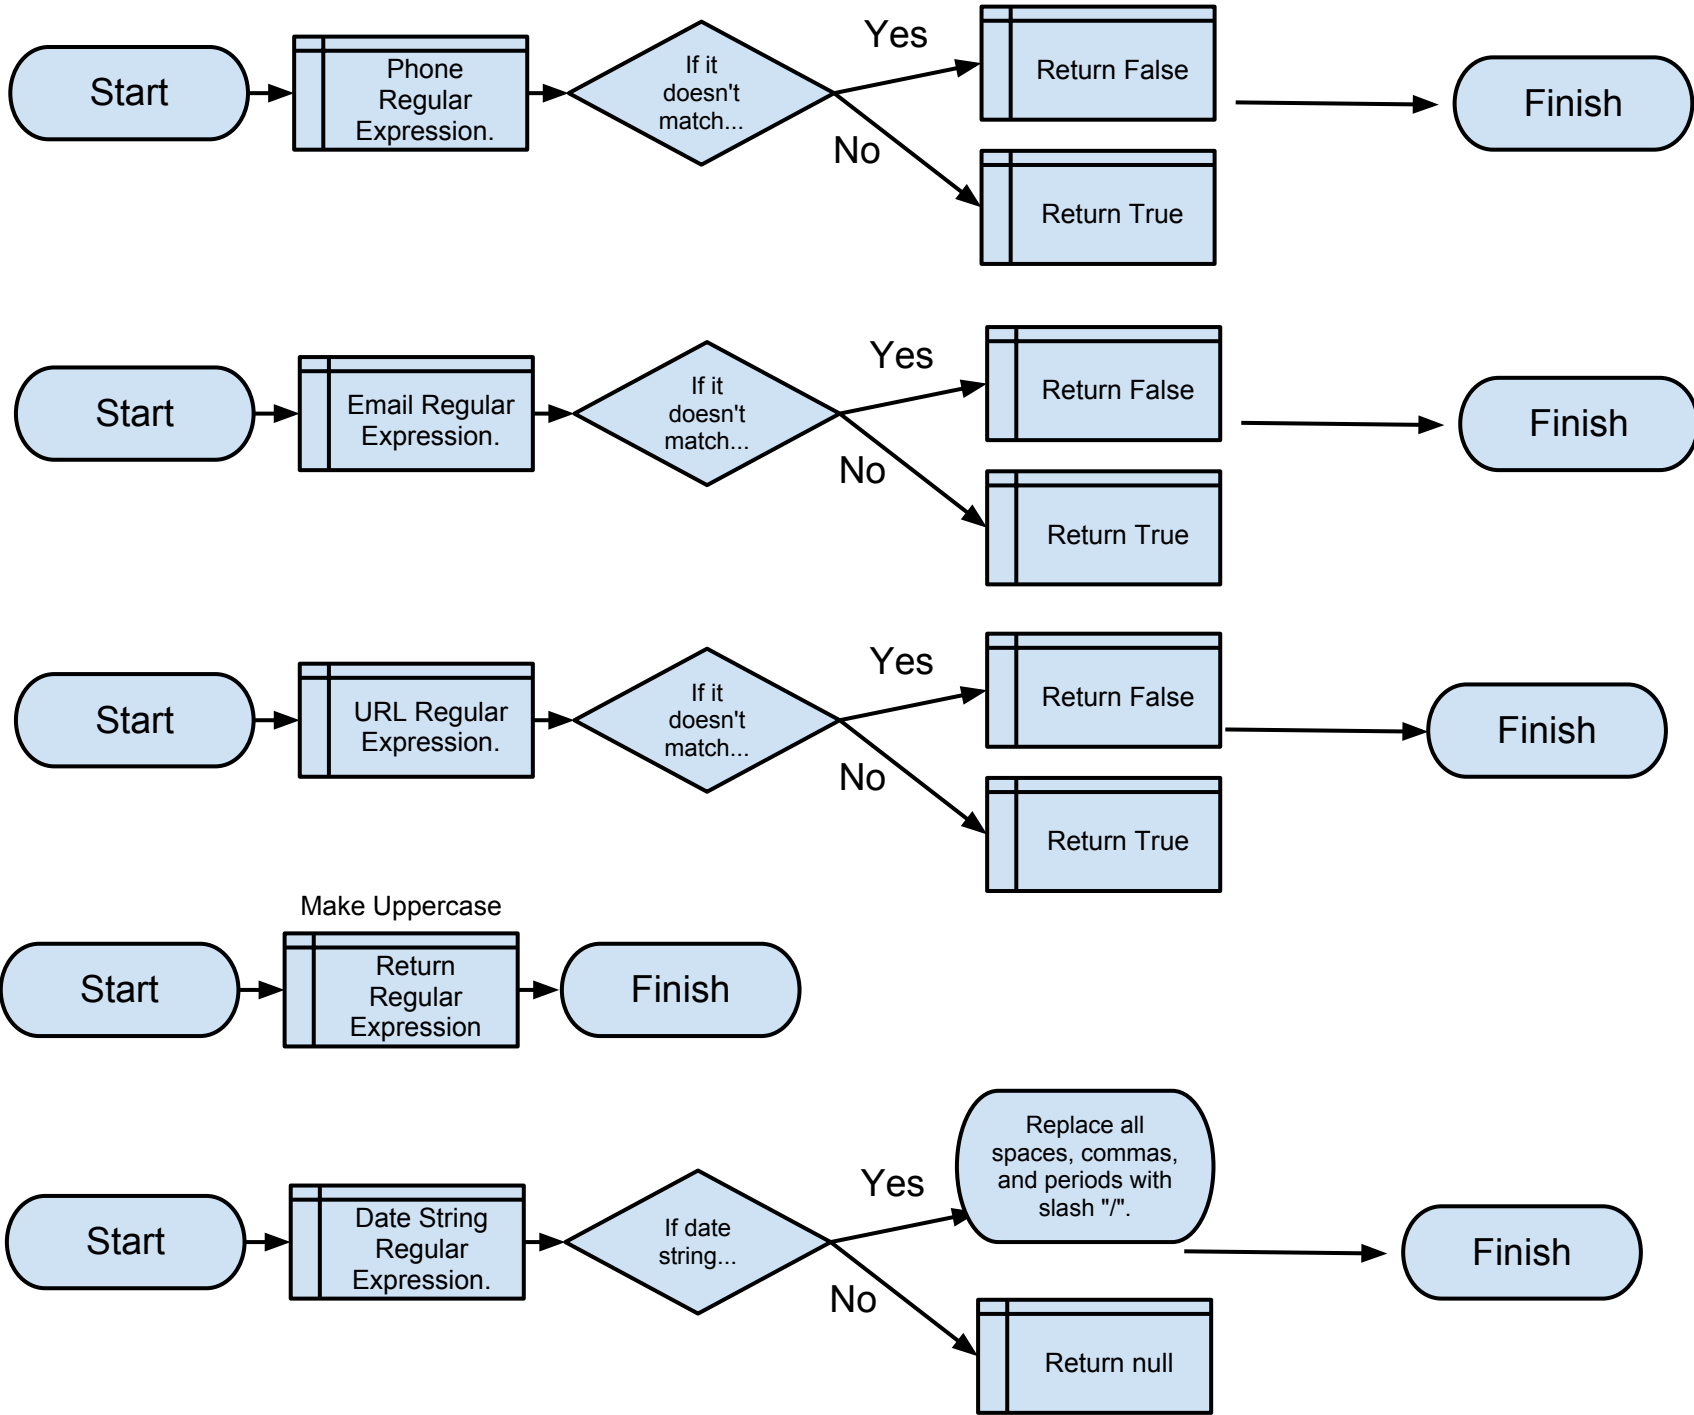 Start
Phone
Regular
Expression.
If it
doesn't
match...
Yes
No
Return False
Return True
Finish
Start
Email Regular
Expression.
If it
doesn't
match...
Yes
No
Return False
Return True
Finish
Start
URL Regular
Expression.
If it
doesn't
match...
Yes
No
Return False
Return True
Finish
Make Uppercase
Start
Return
Regular
Expression
Finish
Start
Date String
Regular
Expression.
If date
string...
Yes
No
Replace all
spaces, commas,
and periods with
slash "/".
Return null
Finish